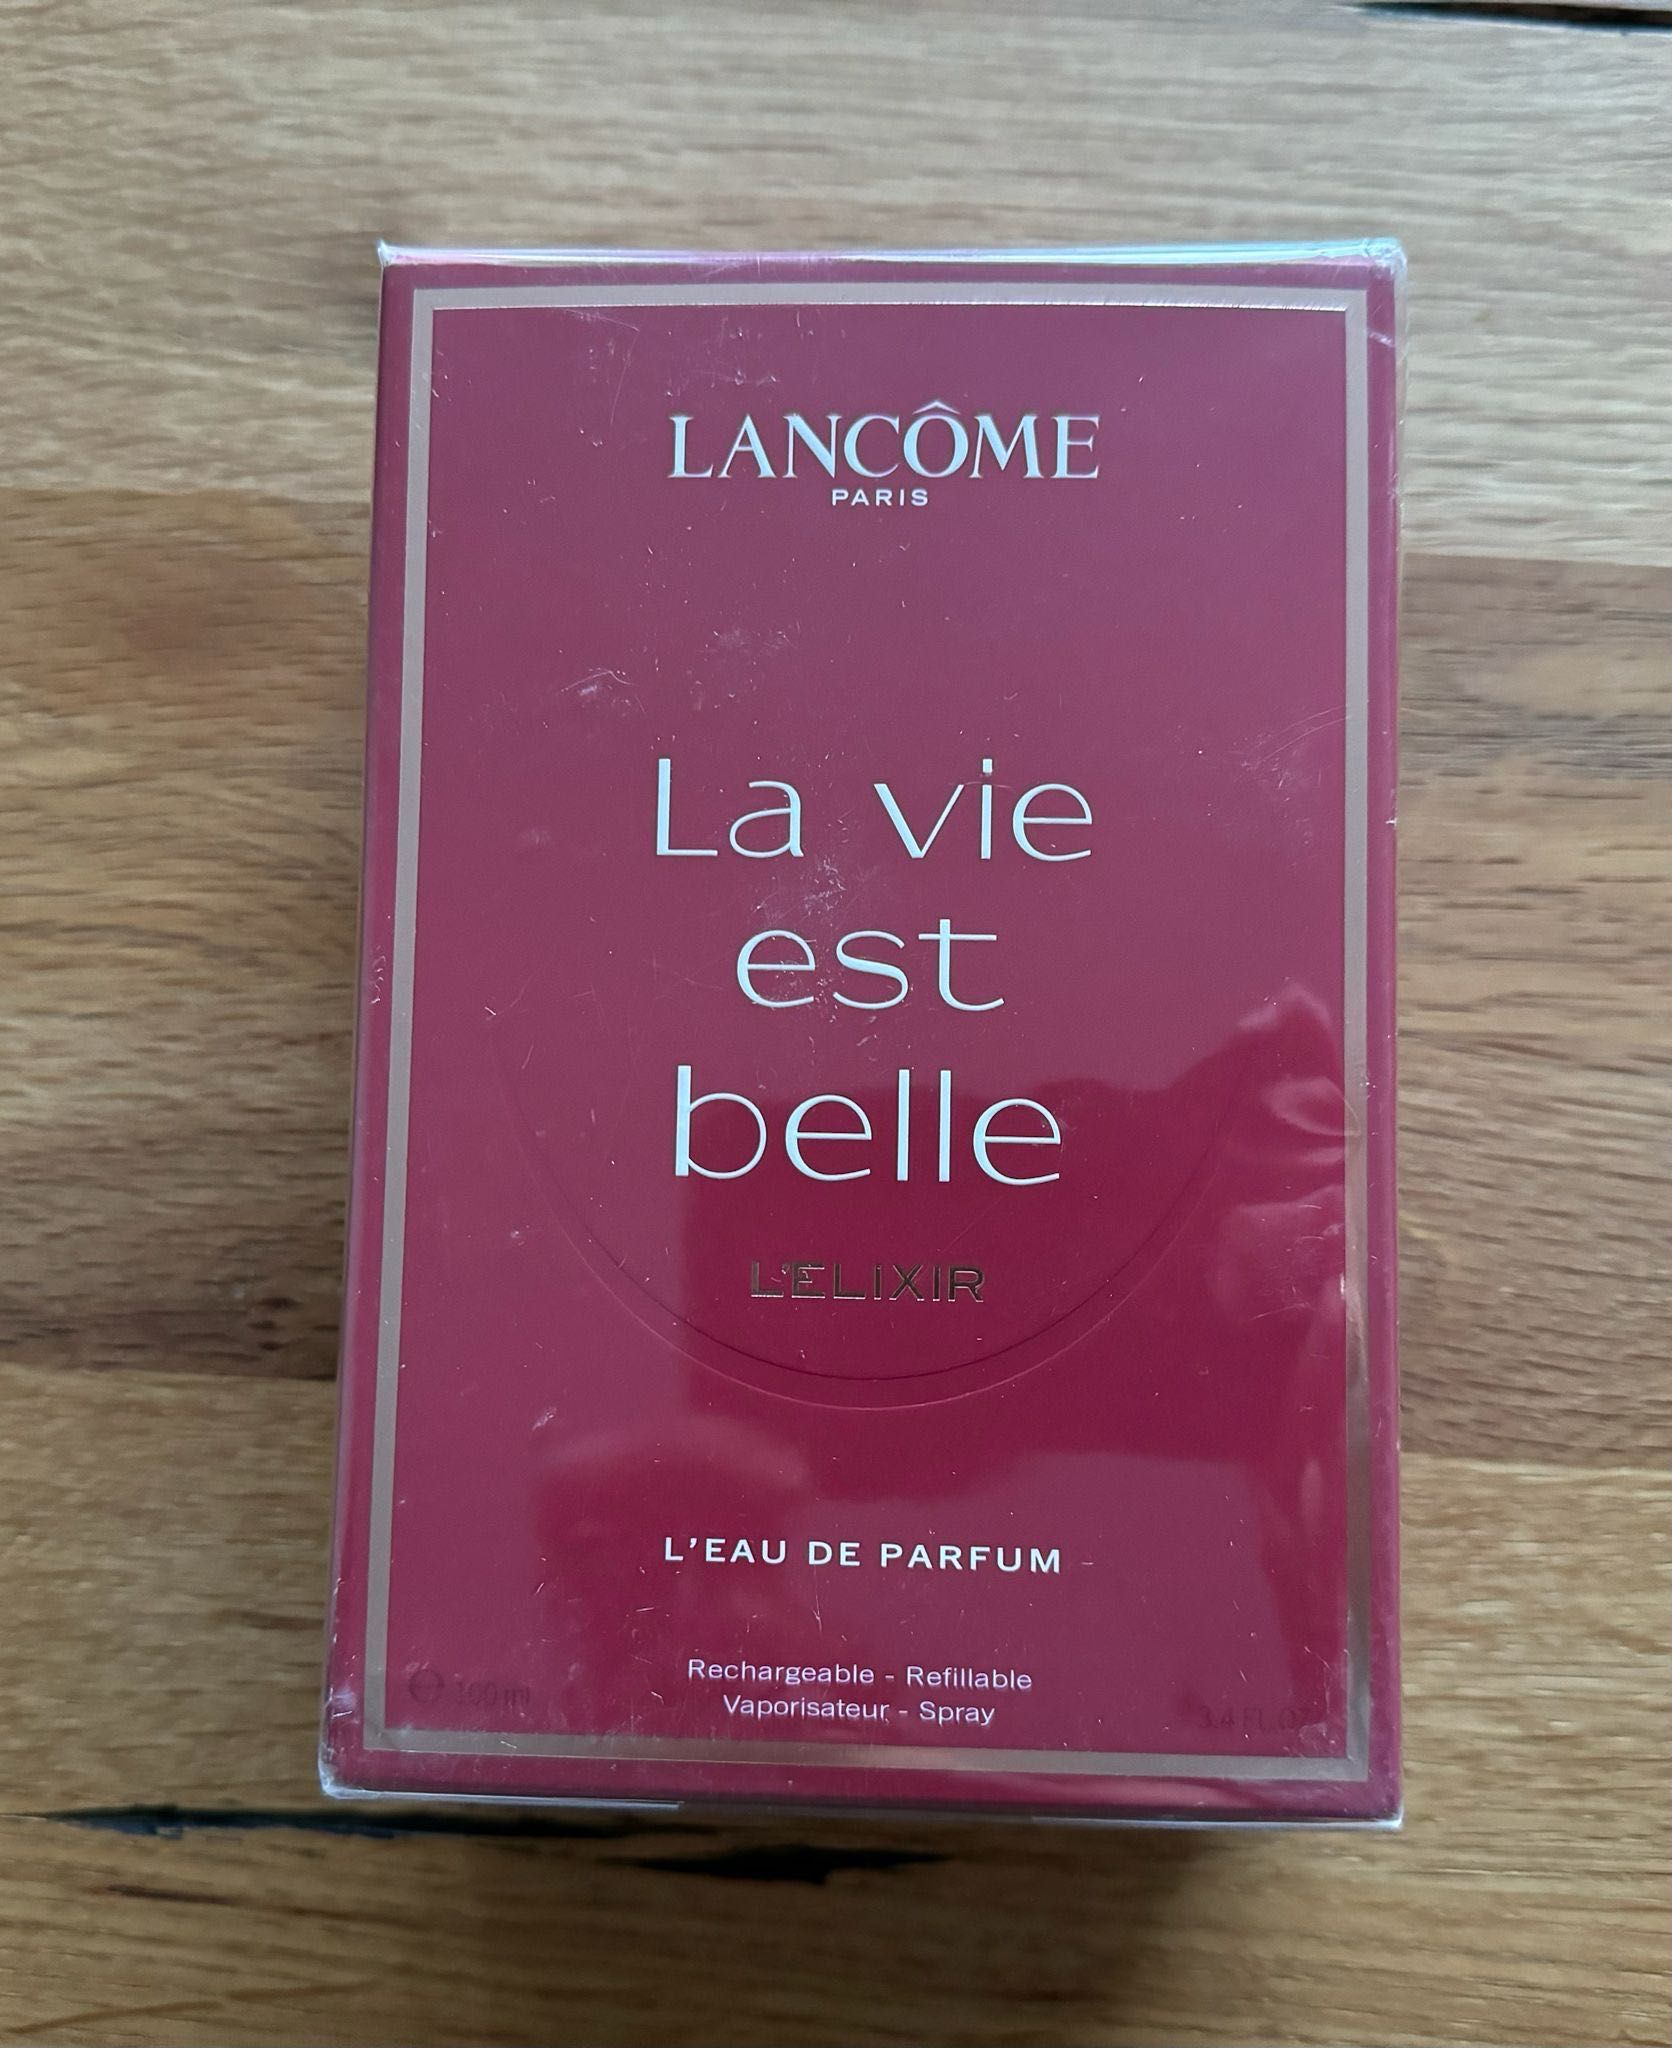 LANCÔME
PARIS
La vie
est
belle
L'ELIXIR
L'EAU DE PARFUM
Rechargeable - Refillable
Vaporisateur - Spray
℮ 100 ml
3.4 FL.OZ